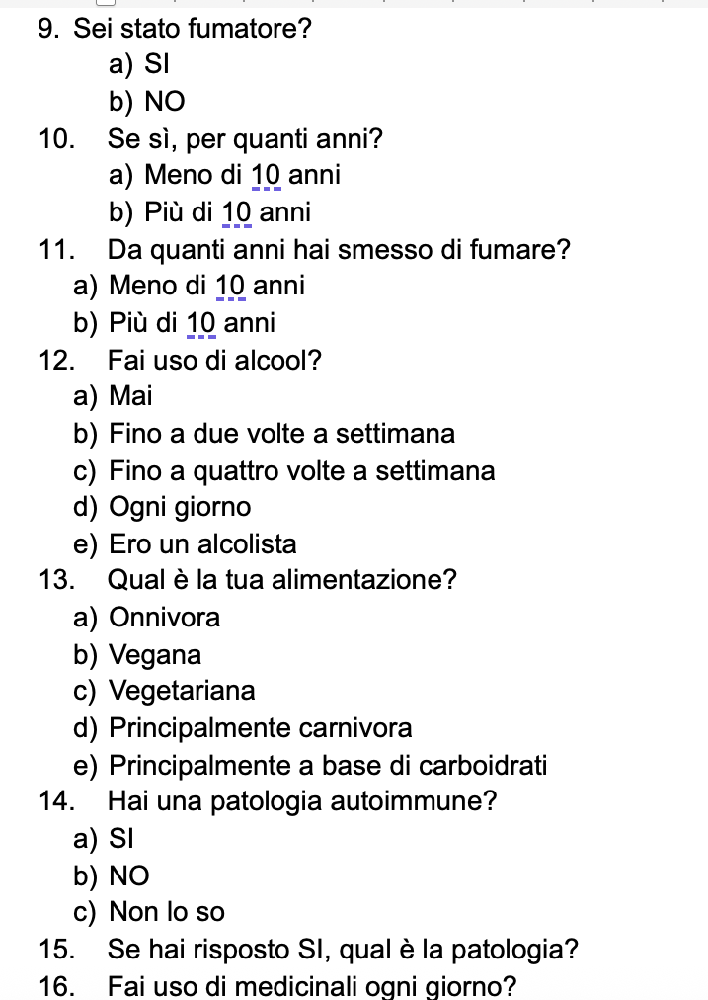 9. Sei stato fumatore?
a) SI
b) NO
10. Se sì, per quanti anni?
a) Meno di 10 anni
b) Più di 10 anni
11. Da quanti anni hai smesso di fumare?
a) Meno di 10 anni
b) Più di 10 anni
12. Fai uso di alcool?
a) Mai
b) Fino a due volte a settimana
c) Fino a quattro volte a settimana
d) Ogni giorno
e) Ero un alcolista
13. Qual è la tua alimentazione?
a) Onnivora
b) Vegana
c) Vegetariana
d) Principalmente carnivora
e) Principalmente a base di carboidrati
14. Hai una patologia autoimmune?
a) SI
b) NO
c) Non lo so
15. Se hai risposto SI, qual è la patologia?
16. Fai uso di medicinali ogni giorno?